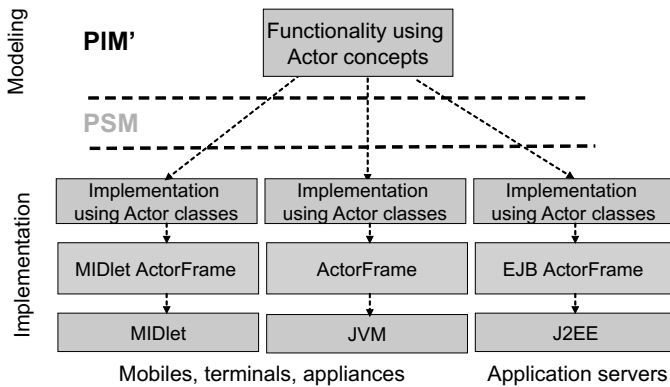 Modeling
PIM’
Functionality using
Actor concepts
PSM
Implementation
Implementation
using Actor classes
Implementation
using Actor classes
Implementation
using Actor classes
MIDlet ActorFrame
ActorFrame
EJB ActorFrame
MIDlet
JVM
J2EE
Mobiles, terminals, appliances
Application servers